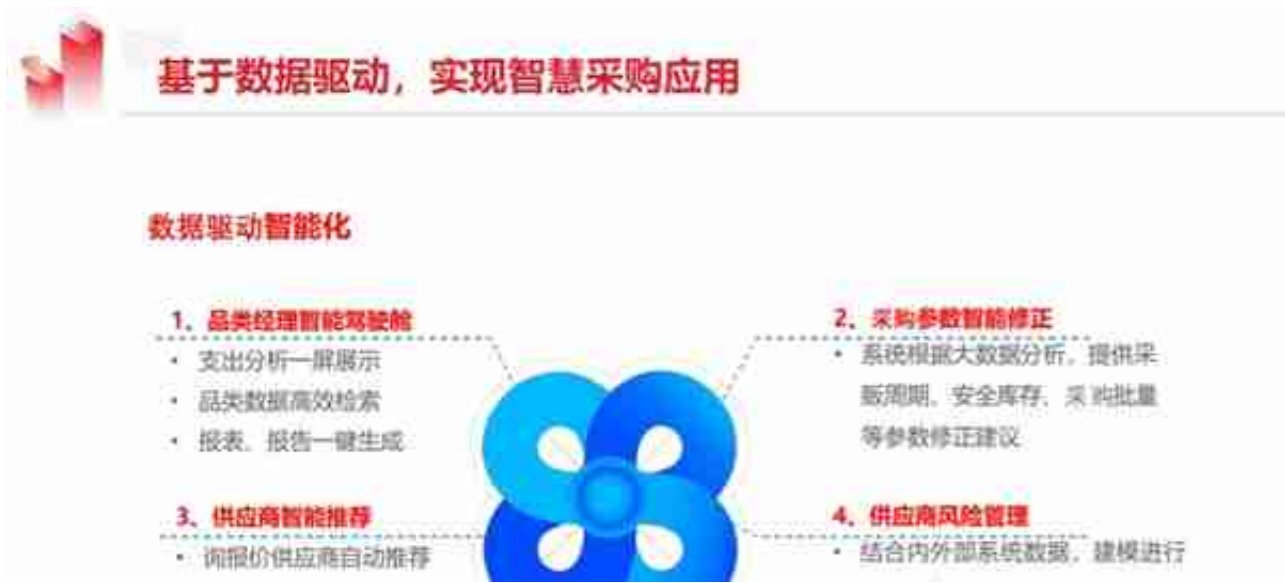 基于数据驱动，实现智慧采购应用
数据驱动智能化
1、品类经理智能驾驶舱
• 支出分析一屏展示
• 品类数据高效检索
• 报表、报告一键生成
2、采购参数智能修正
• 系统根据大数据分析，提供采
购周期、安全库存、采购批量
等参数修正建议
3、供应商智能推荐
• 询报价供应商自动推荐
4、供应商风险管理
• 结合内外部系统数据，建模进行